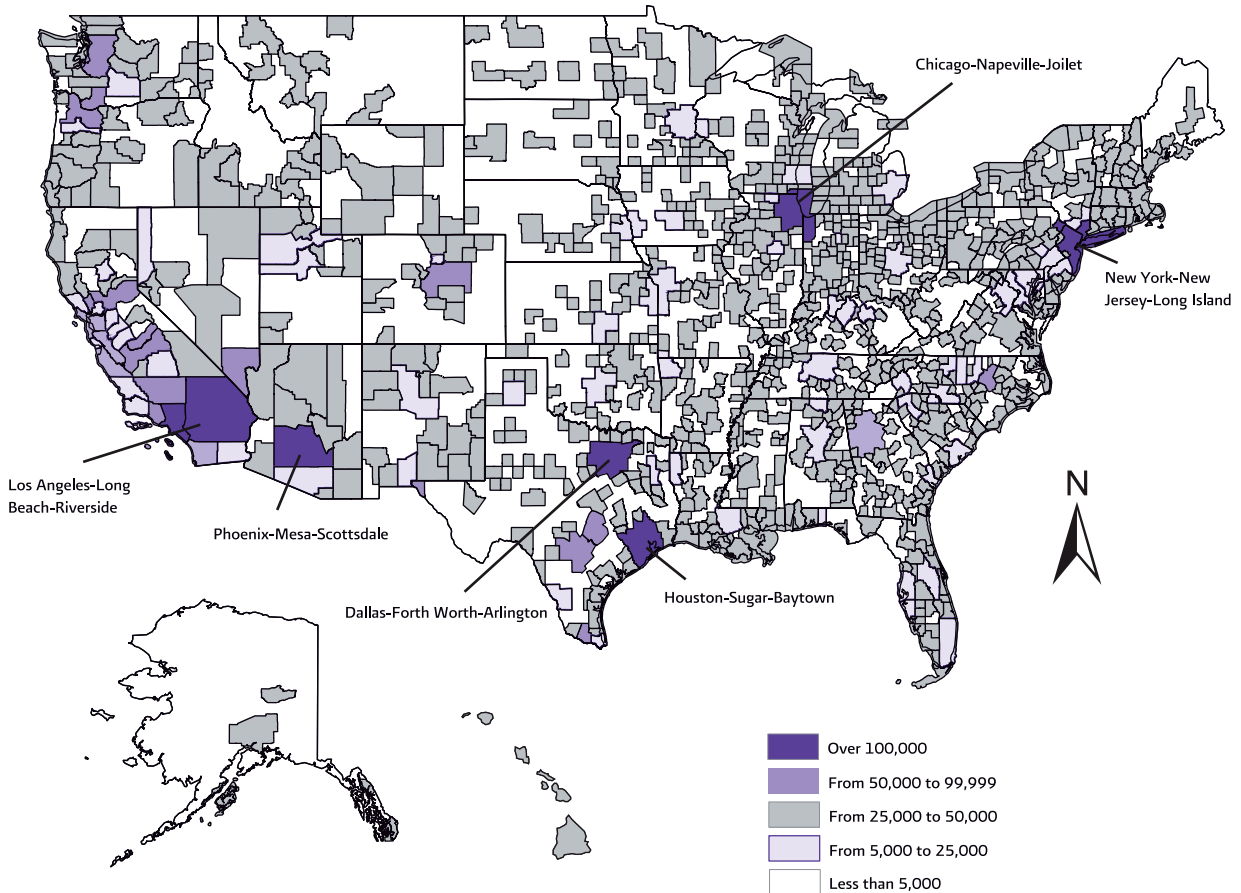 Chicago-Napeville-Joilet
New York-New
Jersey-Long Island
Los Angeles-Long
Beach-Riverside
Phoenix-Mesa-Scottsdale
Dallas-Forth Worth-Arlington
Houston-Sugar-Baytown
N
Over 100,000
From 50,000 to 99,999
From 25,000 to 50,000
From 5,000 to 25,000
Less than 5,000